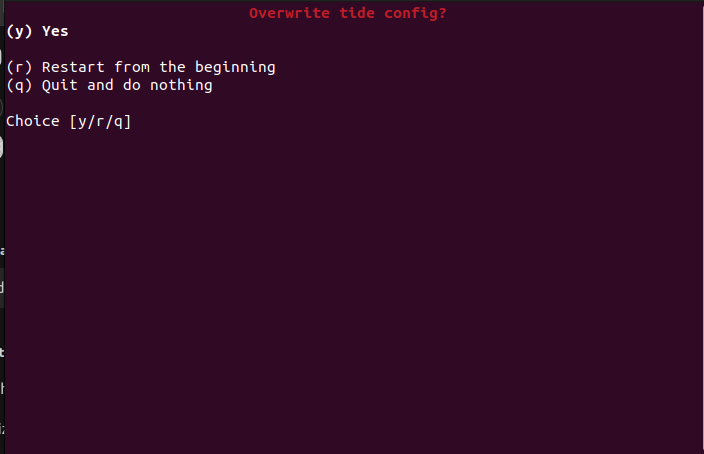 Overwrite tide config?
(y) Yes
(r) Restart from the beginning
(q) Quit and do nothing
Choice [y/r/q]